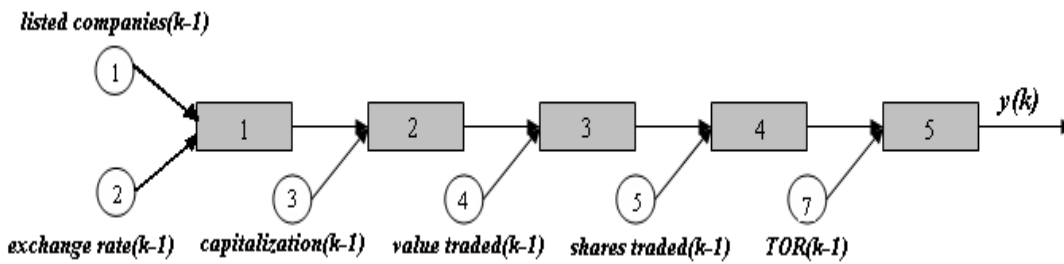 listed companies(k-1)
1
y(k)
1 2 3 4 5
2 3 4 5 7
exchange rate(k-1) capitalization(k-1) value traded(k-1) shares traded(k-1) TOR(k-1)